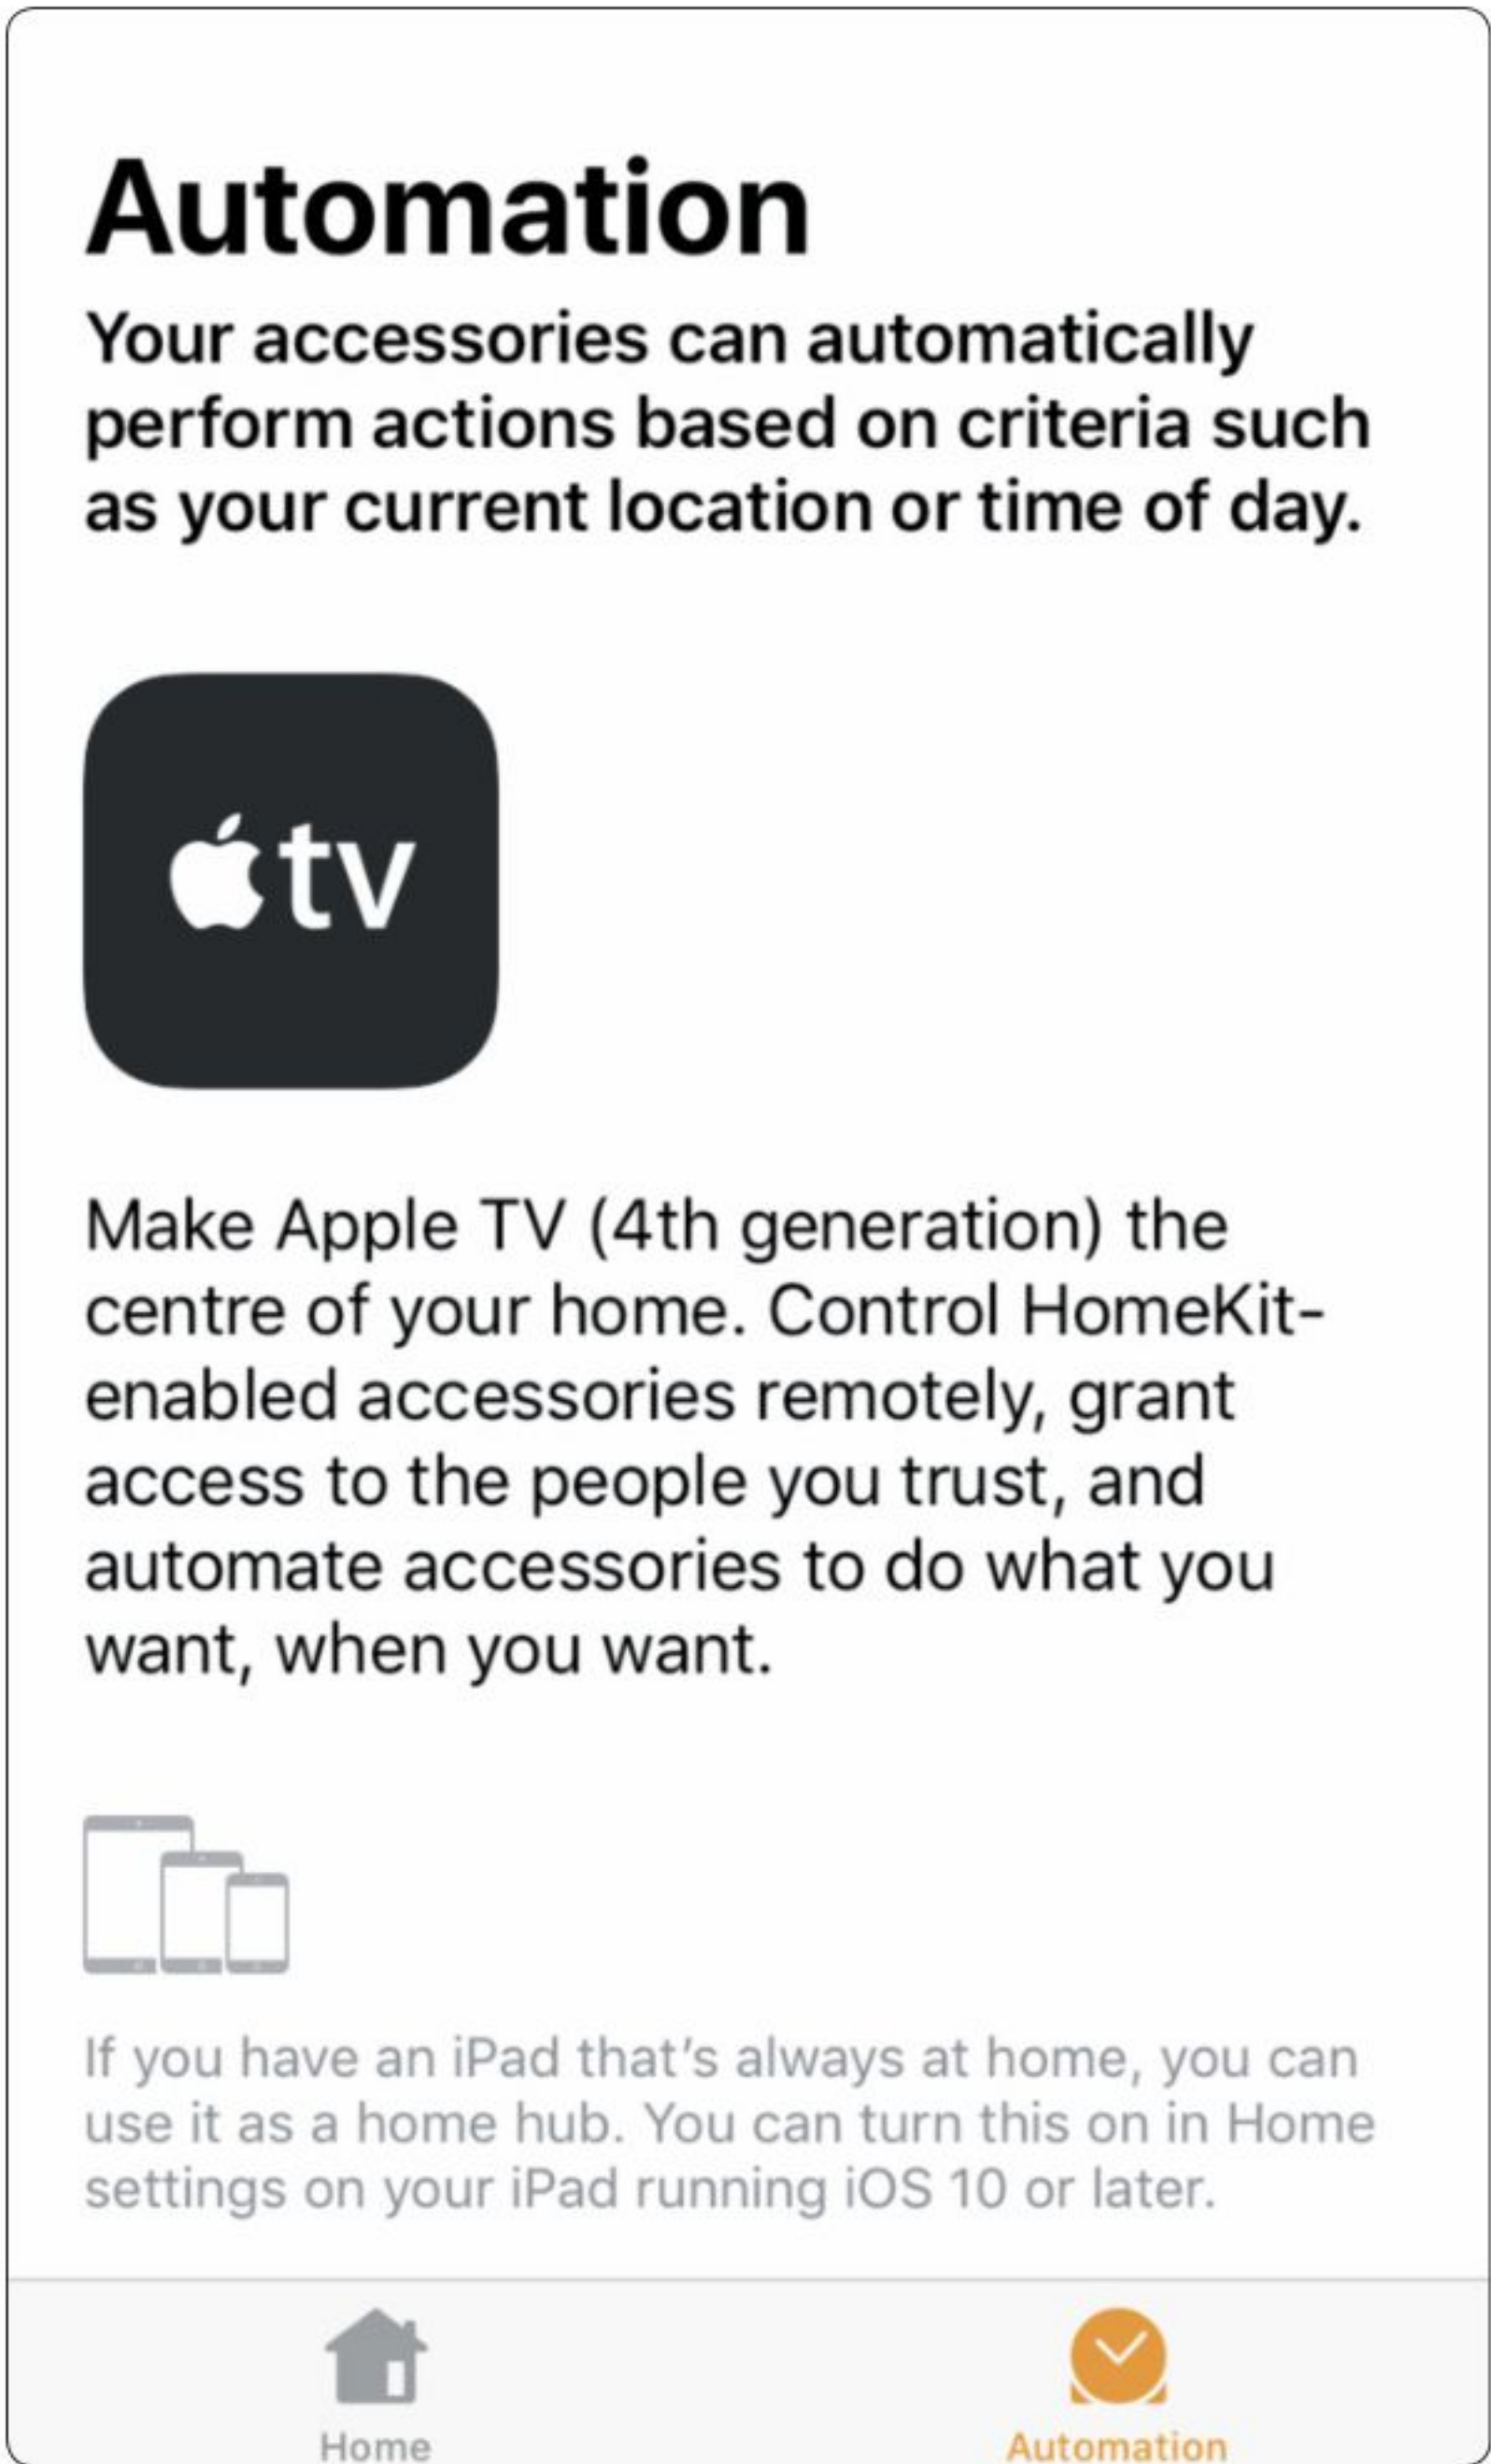 Automation
Your accessories can automatically
perform actions based on criteria such
as your current location or time of day.
tv
Make Apple TV (4th generation) the
centre of your home. Control HomeKit-
enabled accessories remotely, grant
access to the people you trust, and
automate accessories to do what you
want, when you want.
If you have an iPad that’s always at home, you can
use it as a home hub. You can turn this on in Home
settings on your iPad running iOS 10 or later.
Home
Automation